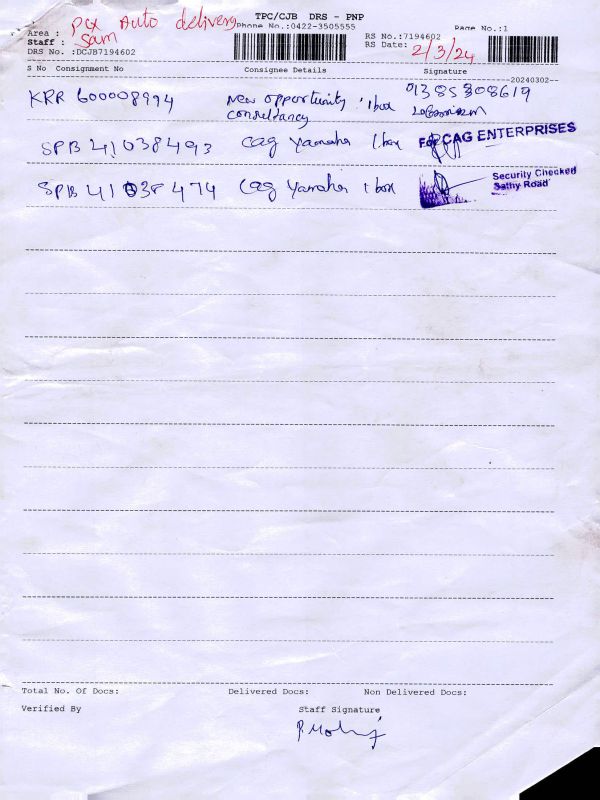 TPC/CJB DRS - PNP
Phone No.:0422-3505555
Page No.:1
Area : PCX Auto delivery
Staff : Sam
DRS No. :DCJB7194602
RS No.:7194602
RS Date: 2/3/24
S No Consignment No Consignee Details Signature
20240302
KRR 600008994 New opportunity 1 box 9385308619
consultancy
SPB 41038493 cag Yamaha 1 box For CAG ENTERPRISES
SPB 41038474 cag Yamaha 1 box Security Checked
Sathy Road
Total No. Of Docs: Delivered Docs: Non Delivered Docs:
Verified By Staff Signature